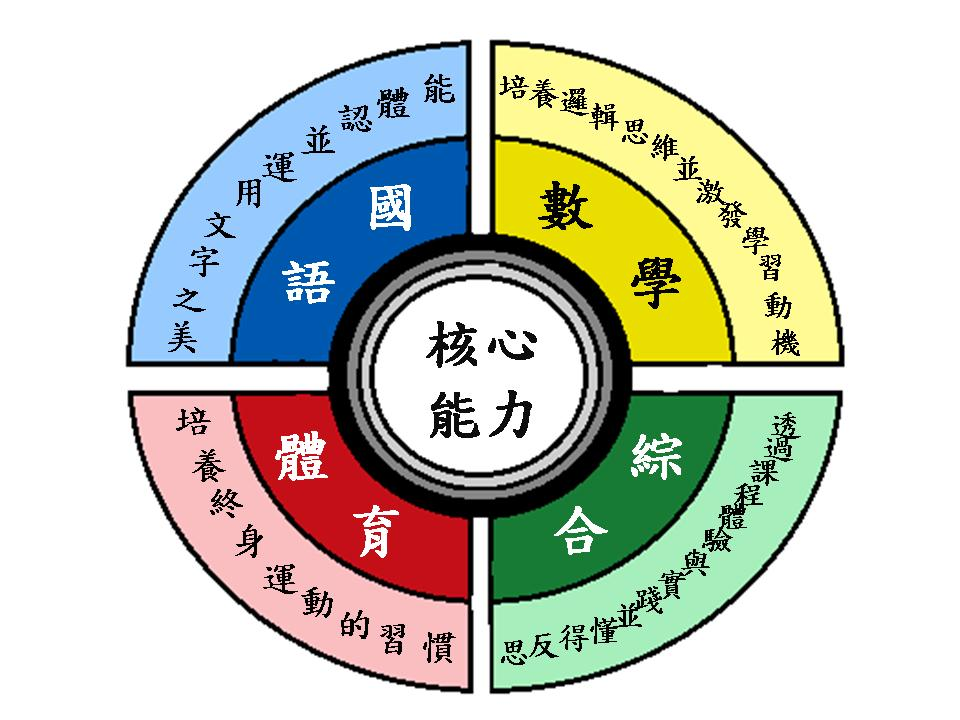 核心
能力
國語
能體認並運用文字之美
數學
培養邏輯思維並激發學習動機
體育
培養終身運動的習慣
綜合
透過課程體驗與實踐並懂得反思